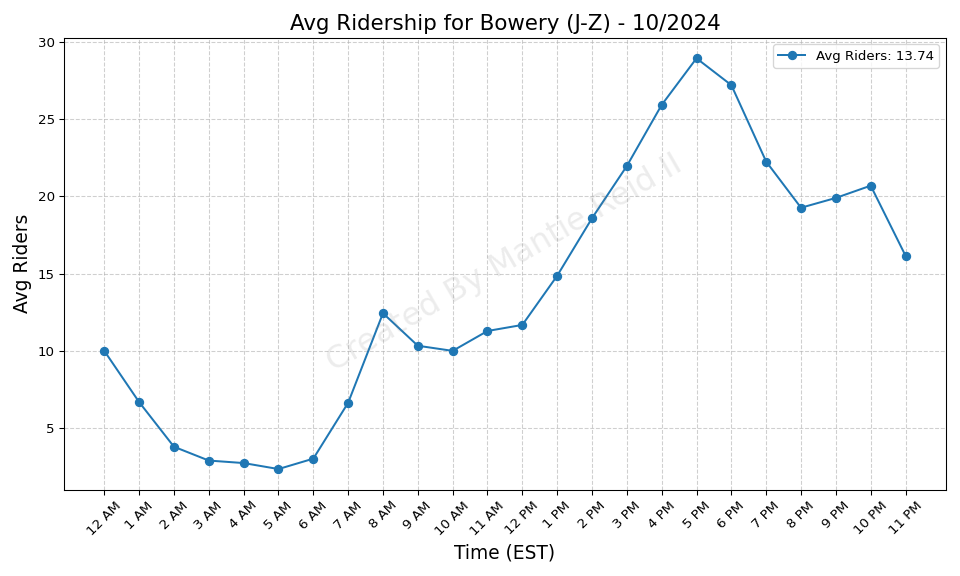 Avg Ridership for Bowery (J-Z) - 10/2024
Avg Riders: 13.74
30
25
20
15
10
5
Avg Riders
Created By Mantie Reid II
12 AM
1 AM
2 AM
3 AM
4 AM
5 AM
6 AM
7 AM
8 AM
9 AM
10 AM
11 AM
12 PM
1 PM
2 PM
3 PM
4 PM
5 PM
6 PM
7 PM
8 PM
9 PM
10 PM
11 PM
Time (EST)